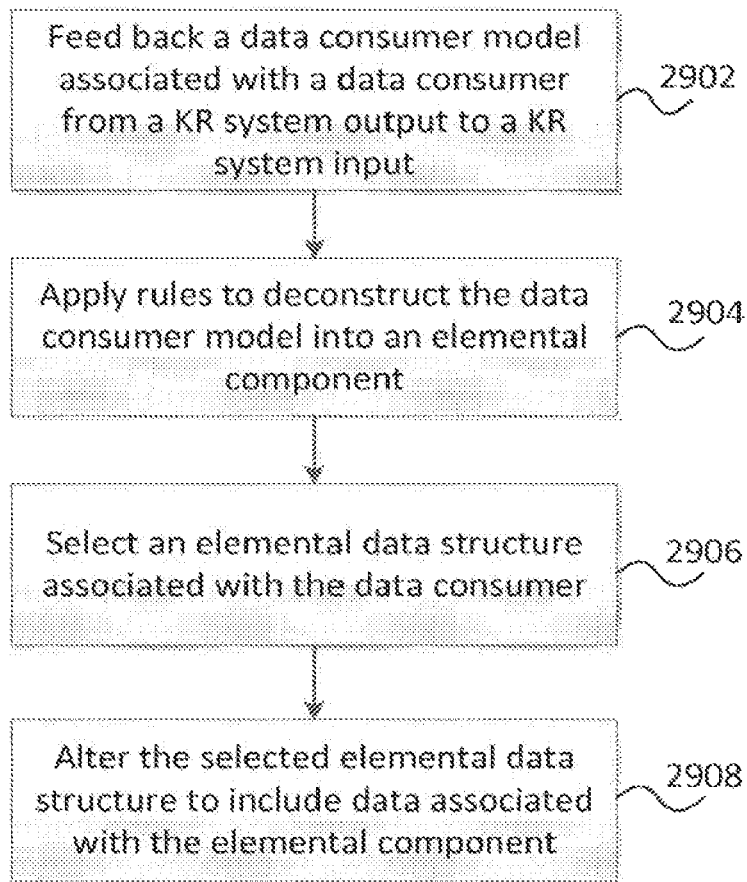 Feed back a data consumer model
associated with a data consumer
from a KR system output to a KR
system input
2902
Apply rules to deconstruct the data
consumer model into an elemental
component
2904
Select an elemental data structure
associated with the data consumer
2906
Alter the selected elemental data
structure to include data associated
with the elemental component
2908